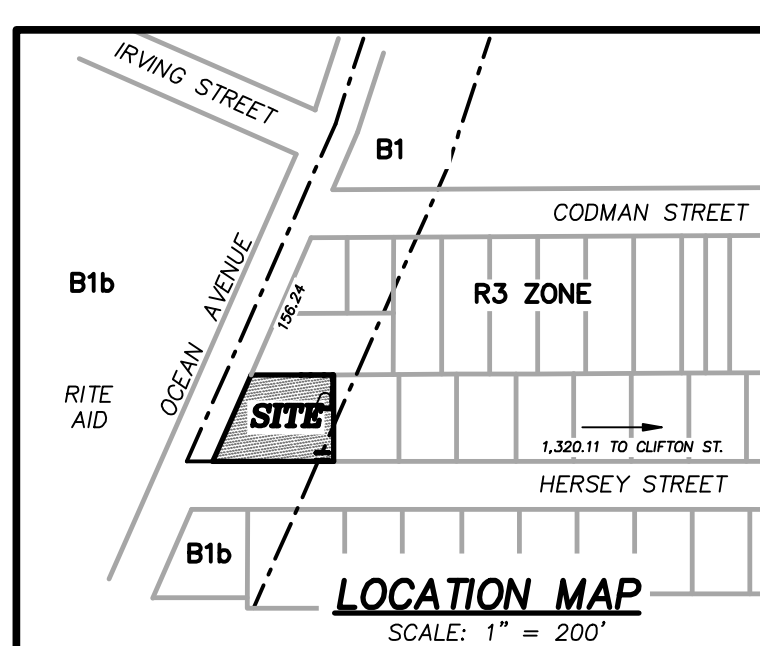 IRVING STREET
B1
CODMAN STREET
OCEAN AVENUE
B1b
156.24
R3 ZONE
RITE
AID
SITE
1,320.11 TO CLIFTON ST.
HERSEY STREET
B1b
LOCATION MAP
SCALE: 1" = 200'